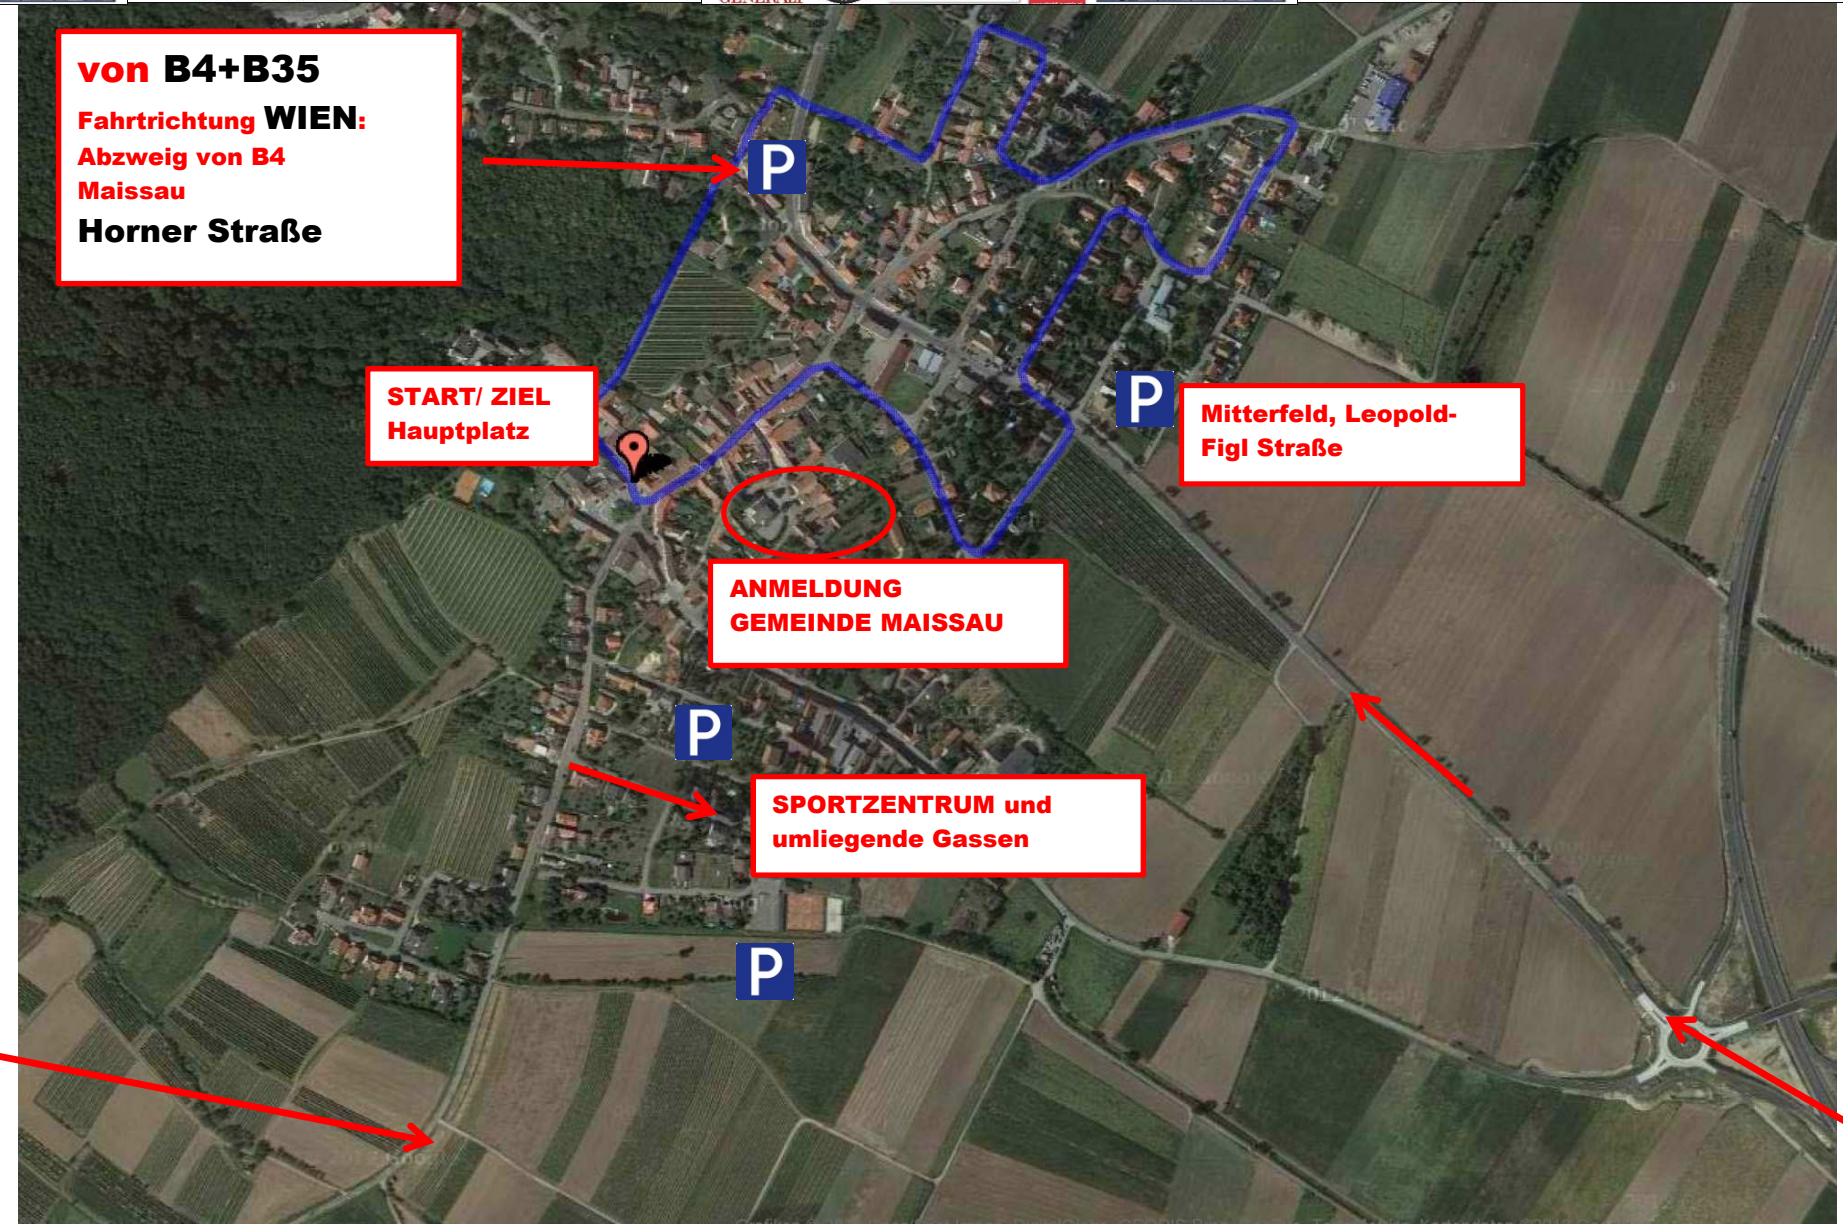 GENERALI
von B4+B35
Fahrtrichtung WIEN:
Abzweig von B4
Maissau
Horner Straße
P
START/ ZIEL
Hauptplatz
P
Mitterfeld, Leopold-
Figl Straße
ANMELDUNG
GEMEINDE MAISSAU
P
SPORTZENTRUM und
umliegende Gassen
P